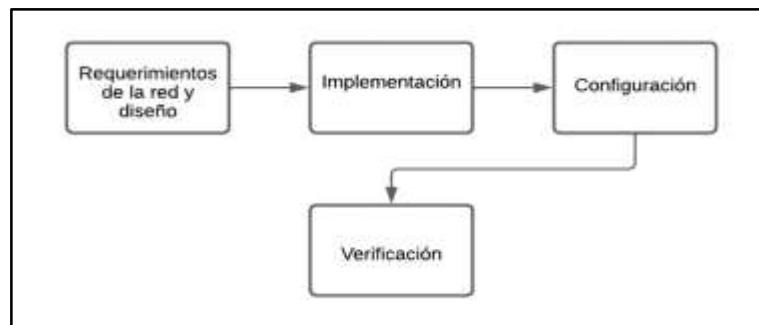 Requerimientos
de la red y
diseño
Implementación
Configuración
Verificación